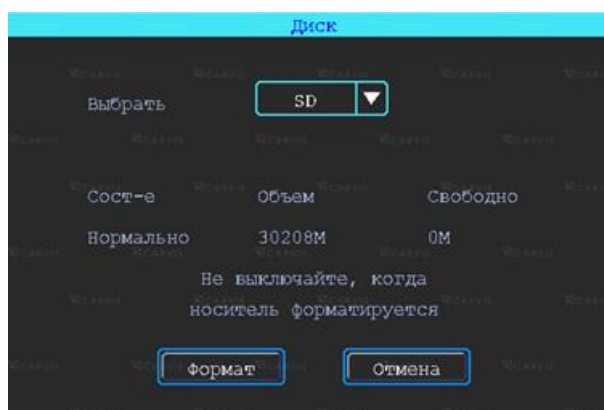 Диск
Выбрать SD
Сост-е Объем Свободно
Нормально 30208M 0M
Не выключайте, когда
носитель форматируется
Формат Отмена